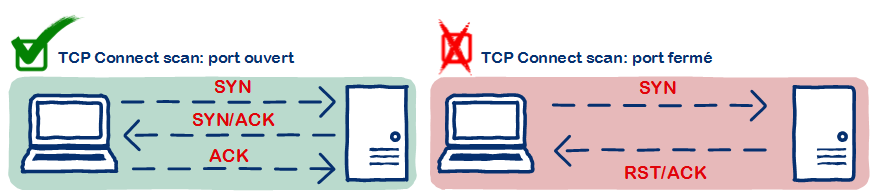 TCP Connect scan: port ouvert
SYN
SYN/ACK
ACK
TCP Connect scan: port fermé
SYN
RST/ACK